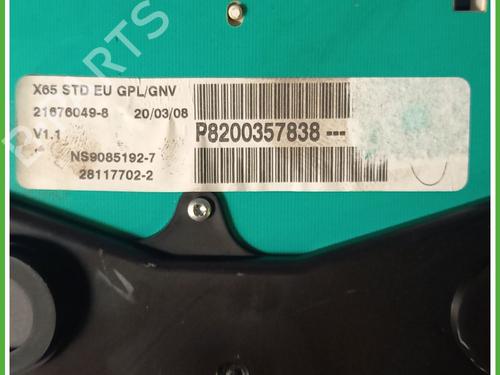 X65 STD EU GPL/GNV
21676049-8 20/03/08
V1.1
P8200357838 ---
NS9085192-7
28117702-2